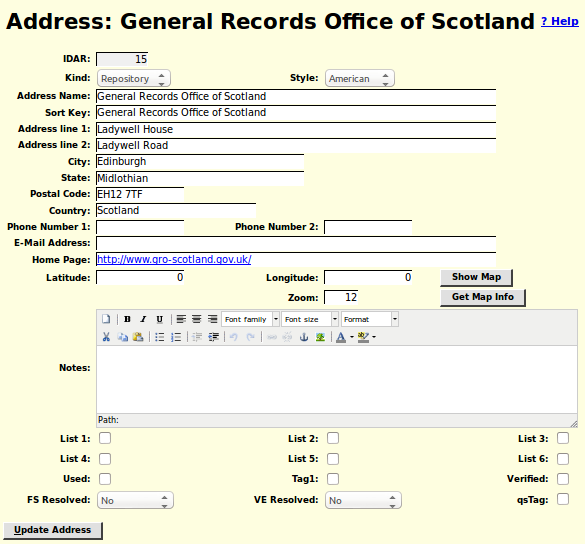 Address: General Records Office of Scotland ? Help
IDAR: 15
Kind: Repository Style: American
Address Name: General Records Office of Scotland
Sort Key: General Records Office of Scotland
Address line 1: Ladywell House
Address line 2: Ladywell Road
City: Edinburgh
State: Midlothian
Postal Code: EH12 7TF
Country: Scotland
Phone Number 1: Phone Number 2:
E-Mail Address:
Home Page: http://www.gro-scotland.gov.uk/
Latitude: 0 Longitude: 0 Show Map
Zoom: 12 Get Map Info
B I U Font family Font size Format
Notes:
Path:
List 1: List 2: List 3:
List 4: List 5: List 6:
Used: Tag1: Verified:
FS Resolved: No VE Resolved: No qsTag:
Update Address